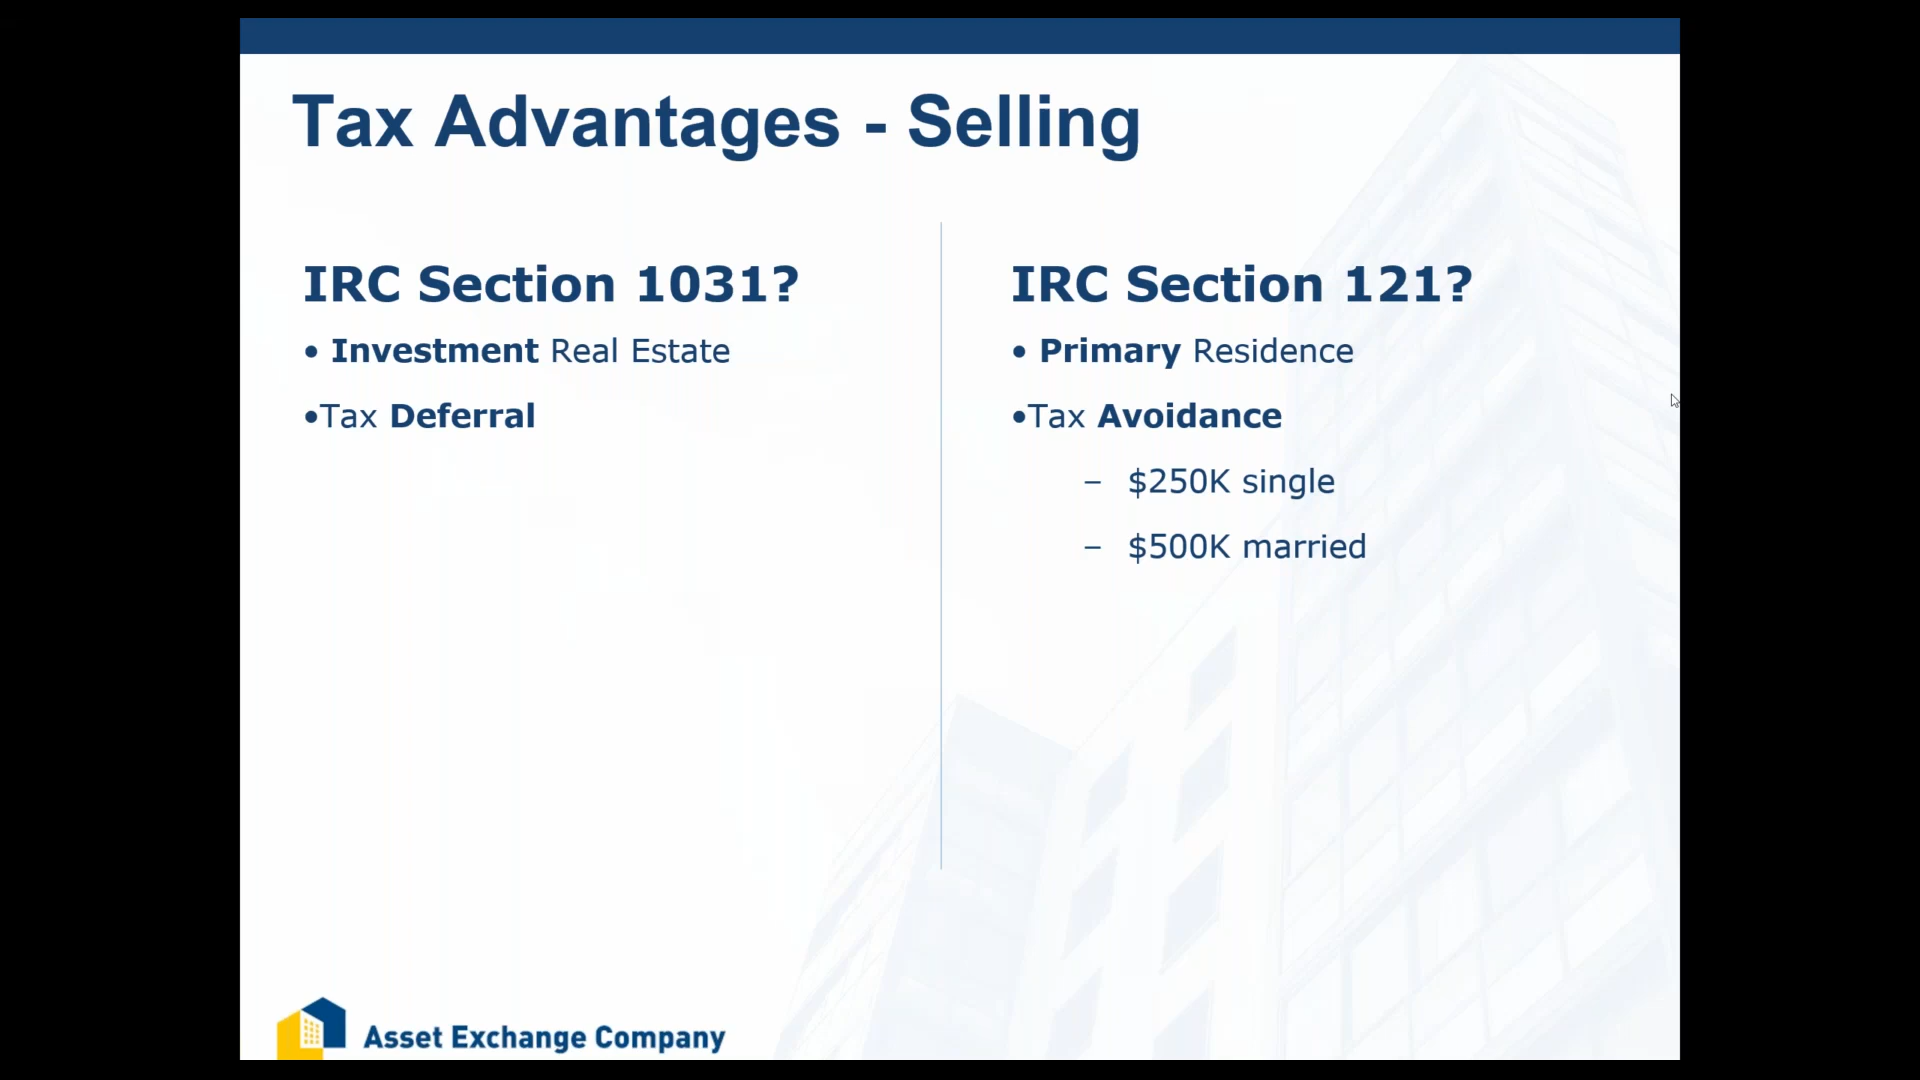 Tax Advantages - Selling
IRC Section 1031?
• Investment Real Estate
•Tax Deferral
IRC Section 121?
• Primary Residence
•Tax Avoidance
– $250K single
– $500K married
Asset Exchange Company